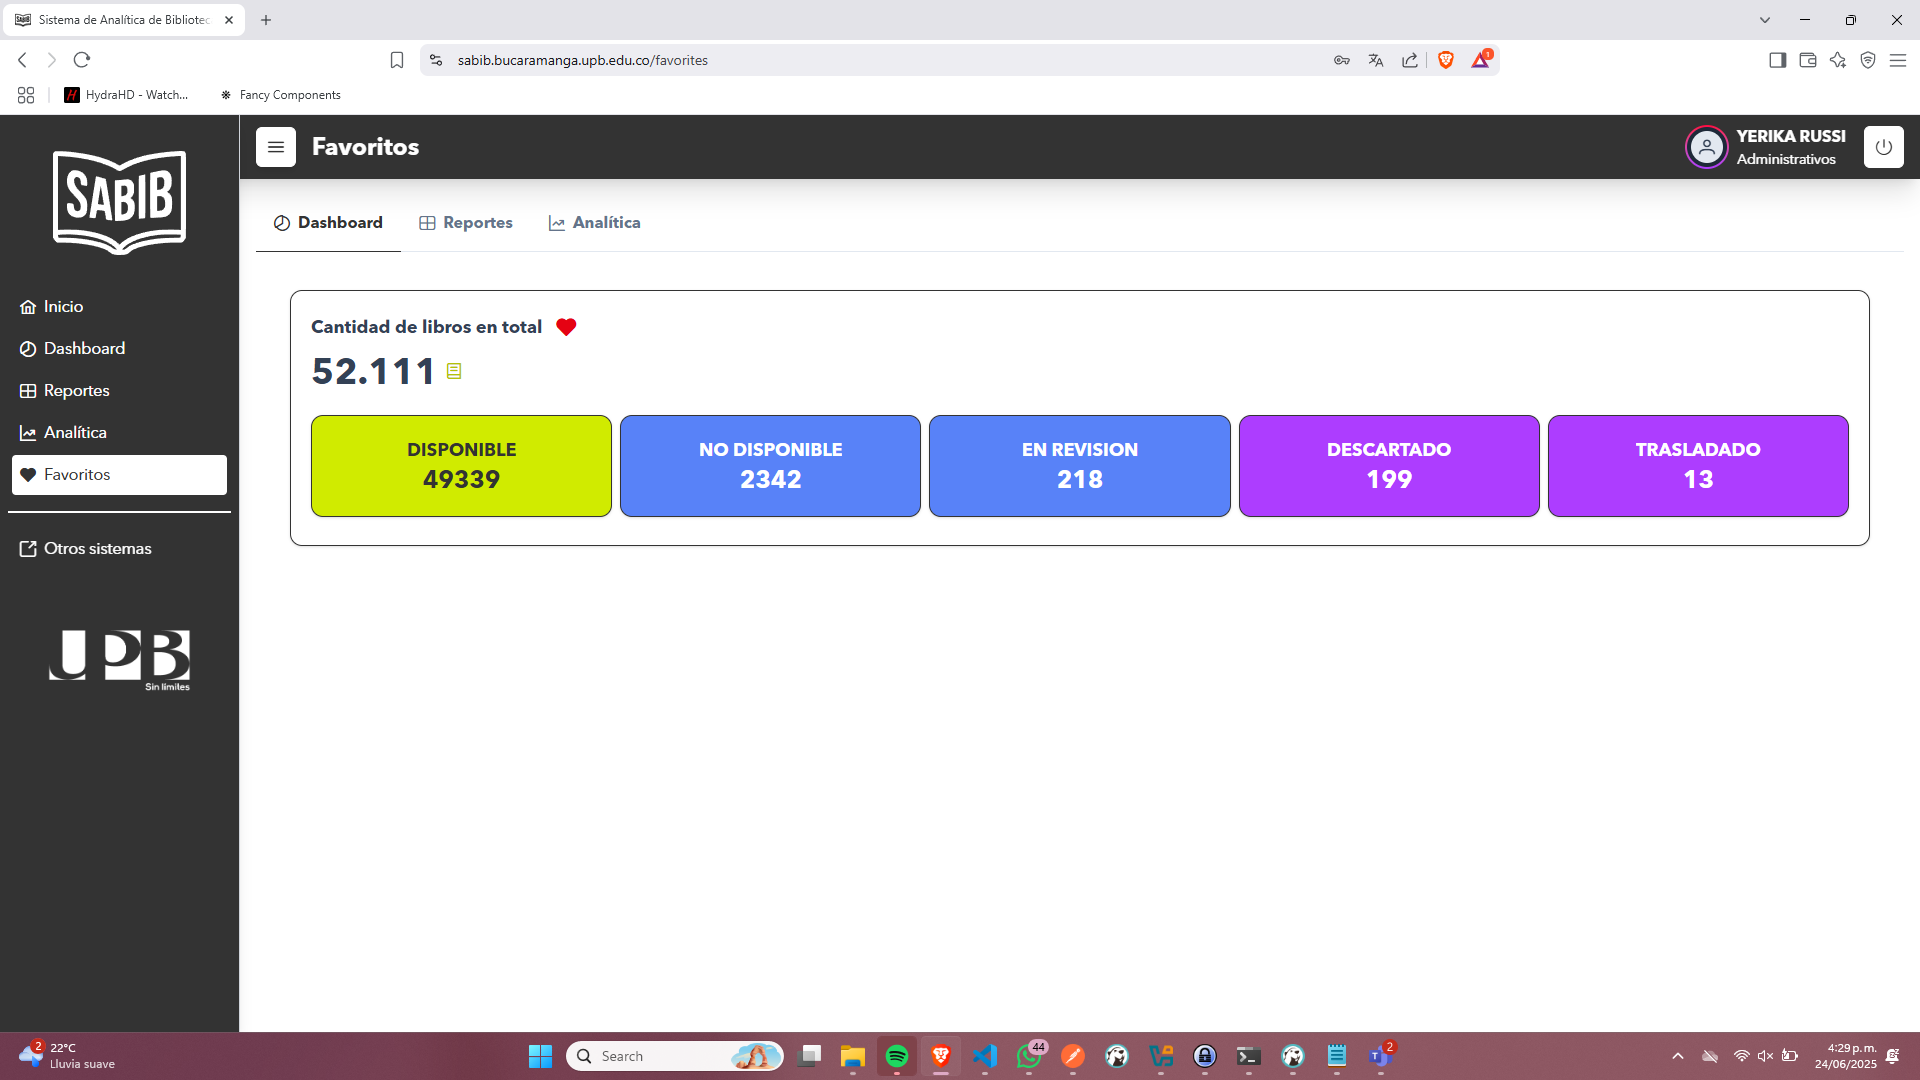 Sistema de Analítica de Bibliotec
sabib.bucaramanga.upb.edu.co/favorites
1
HydraHD - Watch...
Fancy Components
SABIB
Favoritos
YERIKA RUSSI
Administrativos
Dashboard
Reportes
Analítica
Inicio
Dashboard
Reportes
Analítica
Favoritos
Otros sistemas
UPB
Sin límites
Cantidad de libros en total
52.111
DISPONIBLE
49339
NO DISPONIBLE
2342
EN REVISION
218
DESCARTADO
199
TRASLADADO
13
2
22°C
Lluvia suave
Search
44
2
4:29 p. m.
24/06/2025